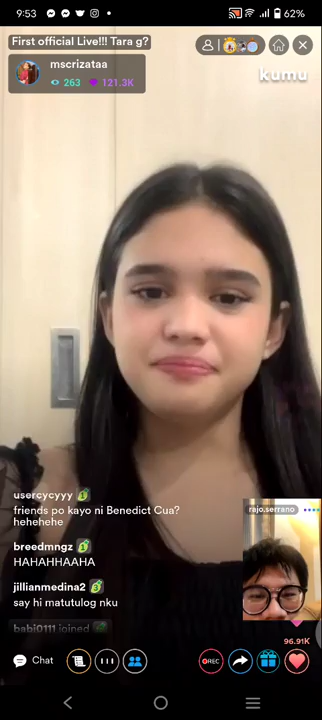 9:53
62%
First official Live!!! Tara g?
mscrizataa
263
121.3K
kumu
usercycyyy
friends po kayo ni Benedict Cua?
hehehehe
breedmngz
HAHAHHAAHA
jillianmedina2
say hi matutulog nku
babi0111 joined
rajo.serrano
96.91K
Chat
REC